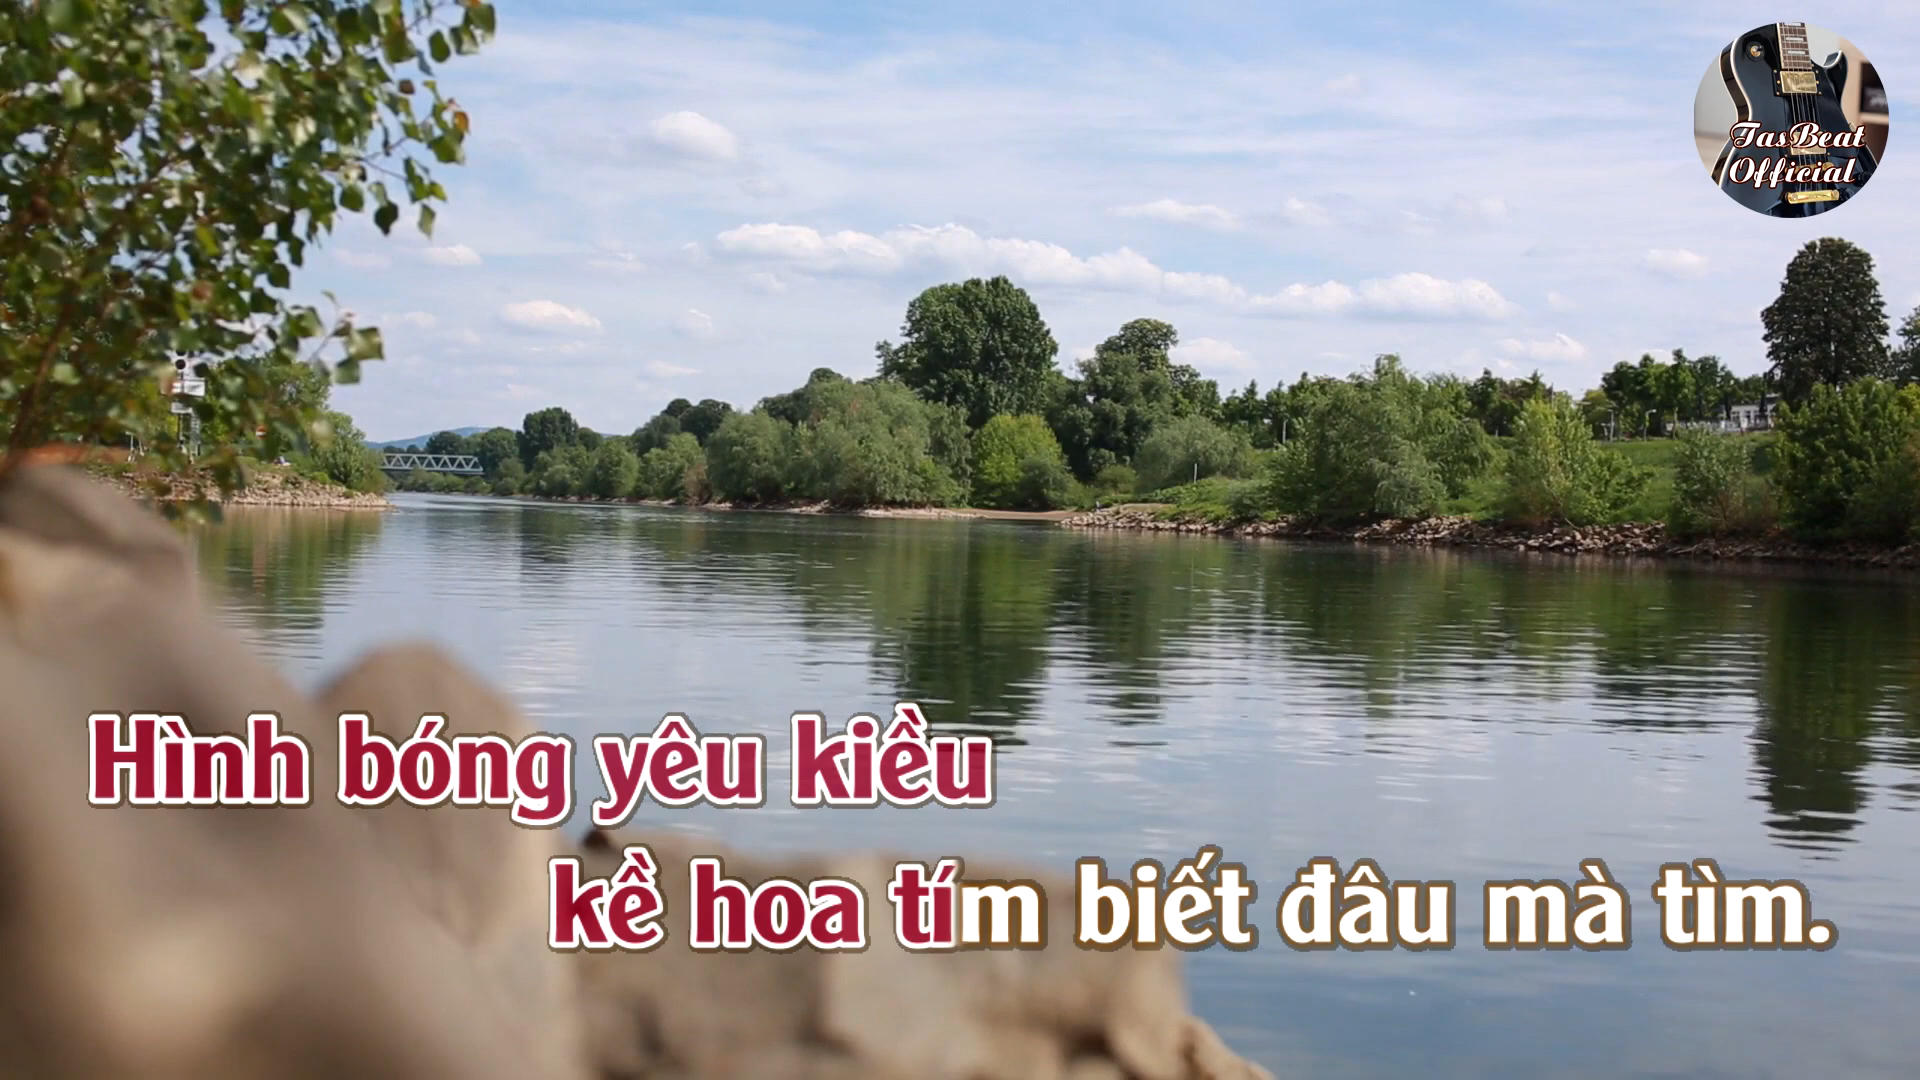 TasBeat
Official
Hình bóng yêu kiều
kề hoa tím biết đâu mà tìm.